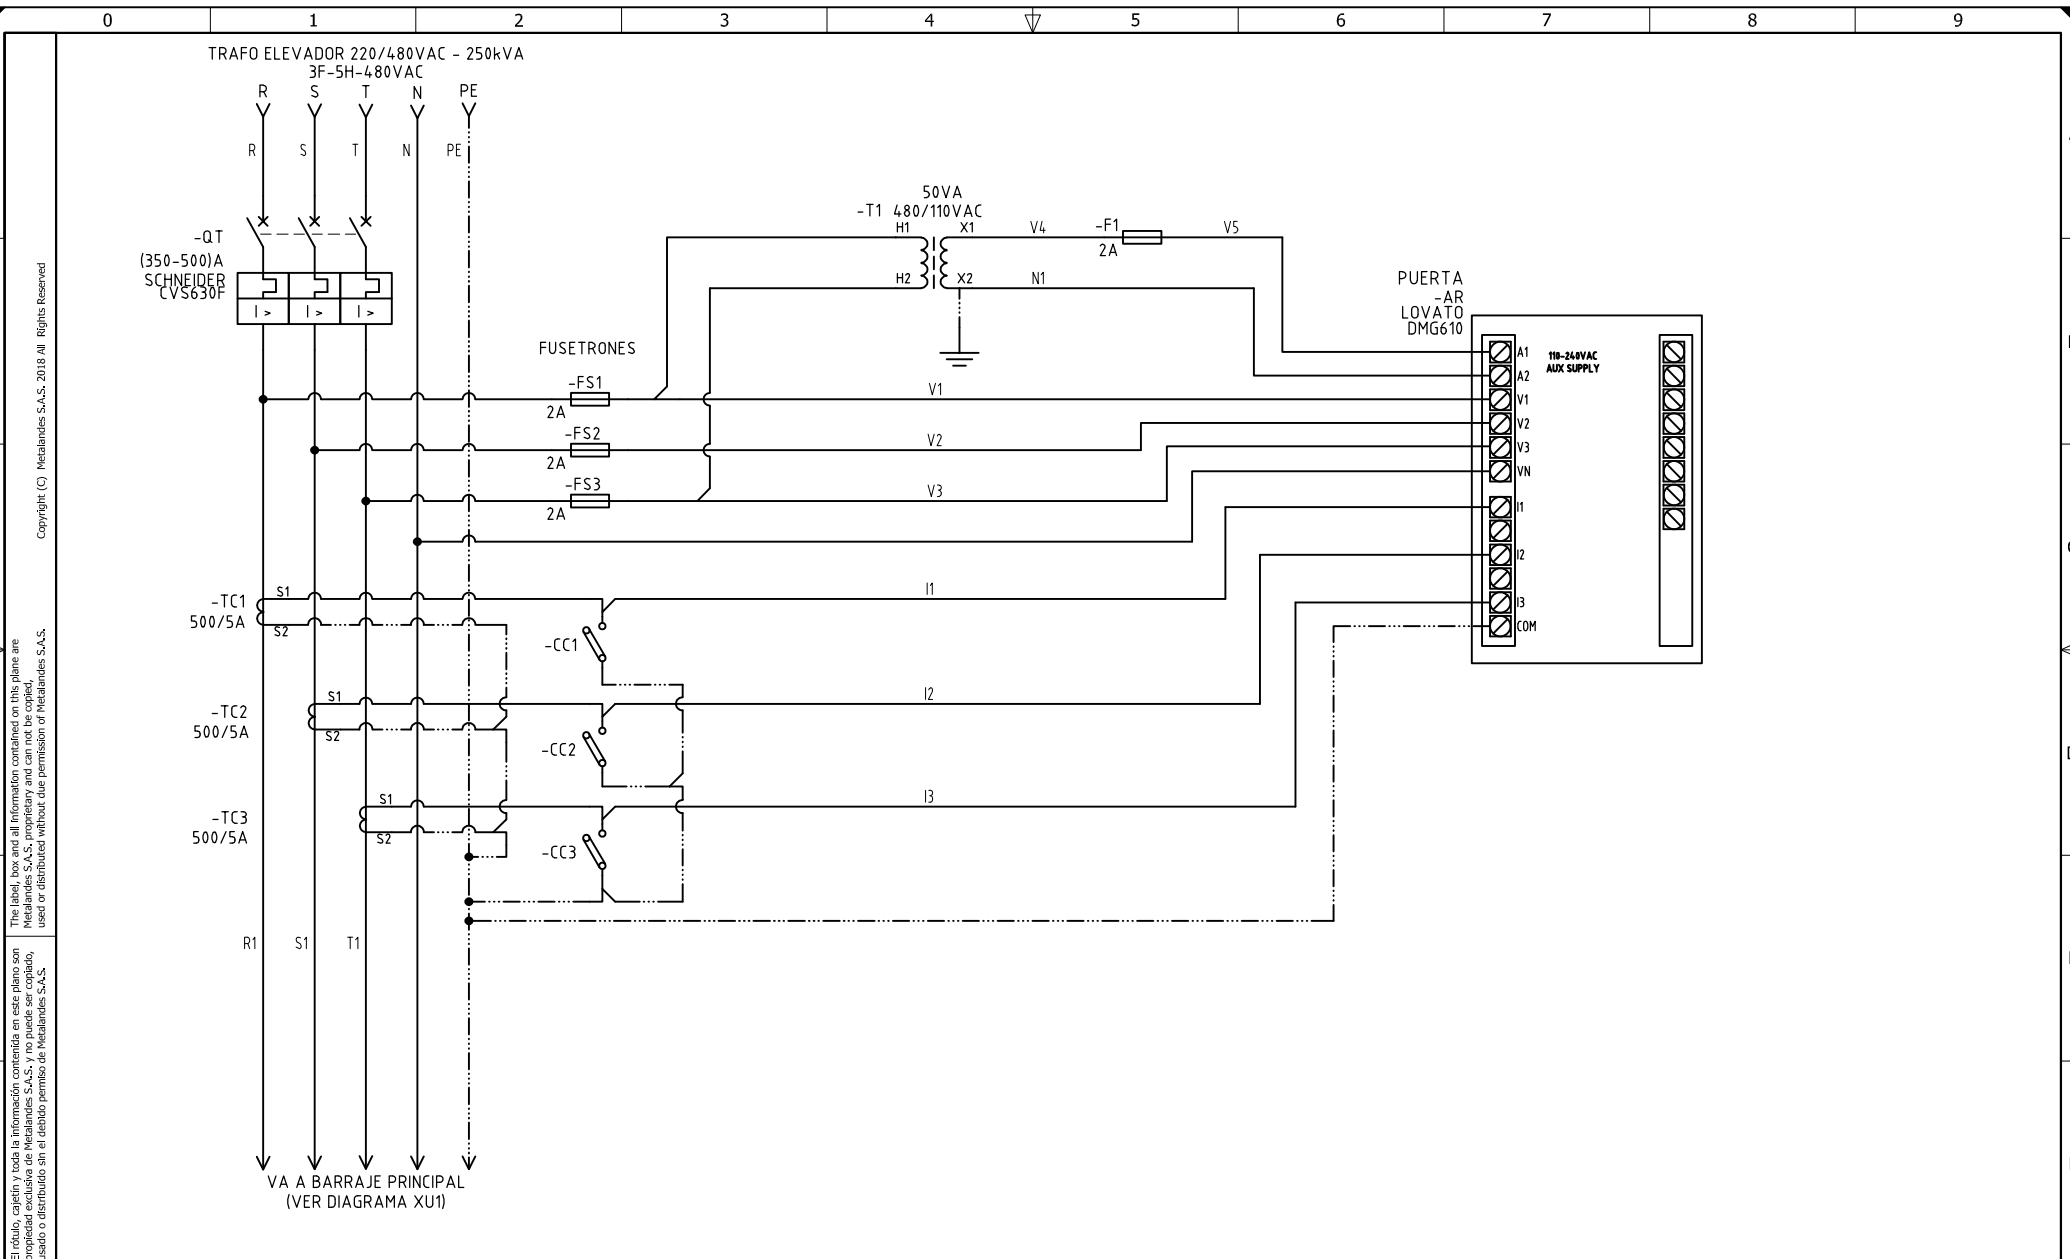 0 1 2 3 4 5 6 7 8 9
TRAFO ELEVADOR 220/480VAC - 250kVA
3F-5H-480VAC
R S T N PE
R S T N PE
-QT
(350-500)A
SCHNEIDER
CVS630F
I > I > I >
50VA
-T1 480/110VAC
H1 X1
H2 X2
V4
-F1
2A
V5
N1
PUERTA
-AR
LOVATO
DMG610
110-240VAC
AUX SUPPLY
A1
A2
V1
V2
V3
VN
I1
I2
I3
COM
FUSETRONES
-FS1
2A
V1
-FS2
2A
V2
-FS3
2A
V3
-TC1
500/5A
S1
S2
I1
-CC1
-TC2
500/5A
S1
S2
I2
-CC2
-TC3
500/5A
S1
S2
I3
-CC3
R1 S1 T1
VA A BARRAJE PRINCIPAL
(VER DIAGRAMA XU1)
Copyright (C) Metalandes S.A.S. 2018 All Rights Reserved
The label, box and all information contained on this plane are
Metalandes S.A.S. proprietary and can not be copied,
used or distributed without due permission of Metalandes S.A.S.
El rótulo, cajetín y toda la información contenida en este plano son
propiedad exclusiva de Metalandes S.A.S. y no puede ser copiado,
usado o distribuido sin el debido permiso de Metalandes S.A.S.